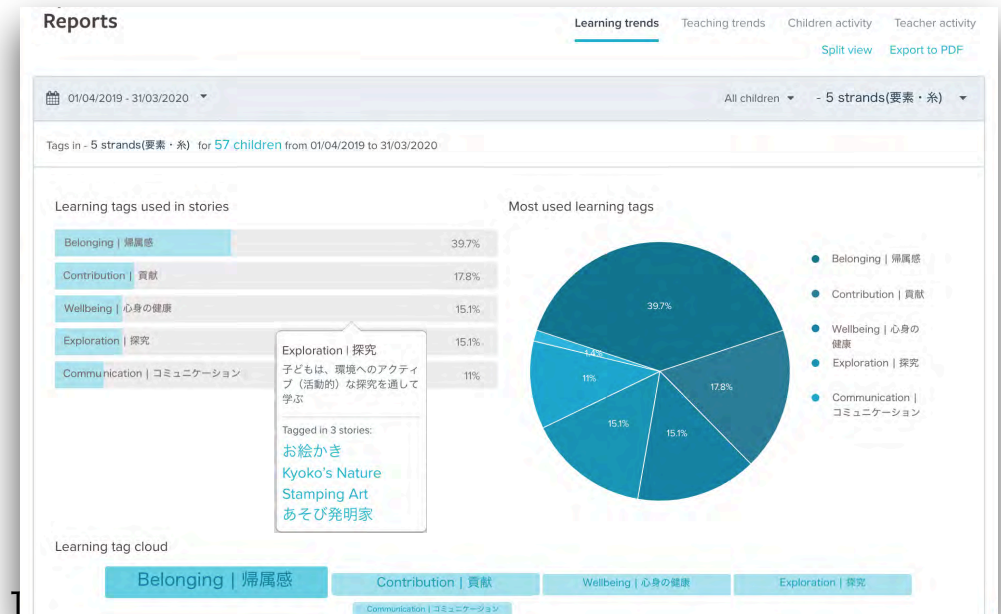 Reports
Learning trends Teaching trends Children activity Teacher activity
Split view Export to PDF
01/04/2019 - 31/03/2020 All children - 5 strands(要素・糸)
Tags in - 5 strands(要素・糸) for 57 children from 01/04/2019 to 31/03/2020
Learning tags used in stories
Belonging | 帰属感 39.7%
Contribution | 貢献 17.8%
Wellbeing | 心身の健康 15.1%
Exploration | 探究 15.1%
Communication | コミュニケーション 11%
Exploration | 探究
子どもは、環境へのアクティ
ブ（活動的）な探究を通して
学ぶ
Tagged in 3 stories:
お絵かき
Kyoko's Nature
Stamping Art
あそび発明家
Most used learning tags
39.7%
1.4%
11%
17.8%
15.1%
15.1%
Belonging | 帰属感
Contribution | 貢献
Wellbeing | 心身の
健康
Exploration | 探究
Communication |
コミュニケーション
Learning tag cloud
Belonging | 帰属感 Contribution | 貢献 Wellbeing | 心身の健康 Exploration | 探究
Communication | コミュニケーション